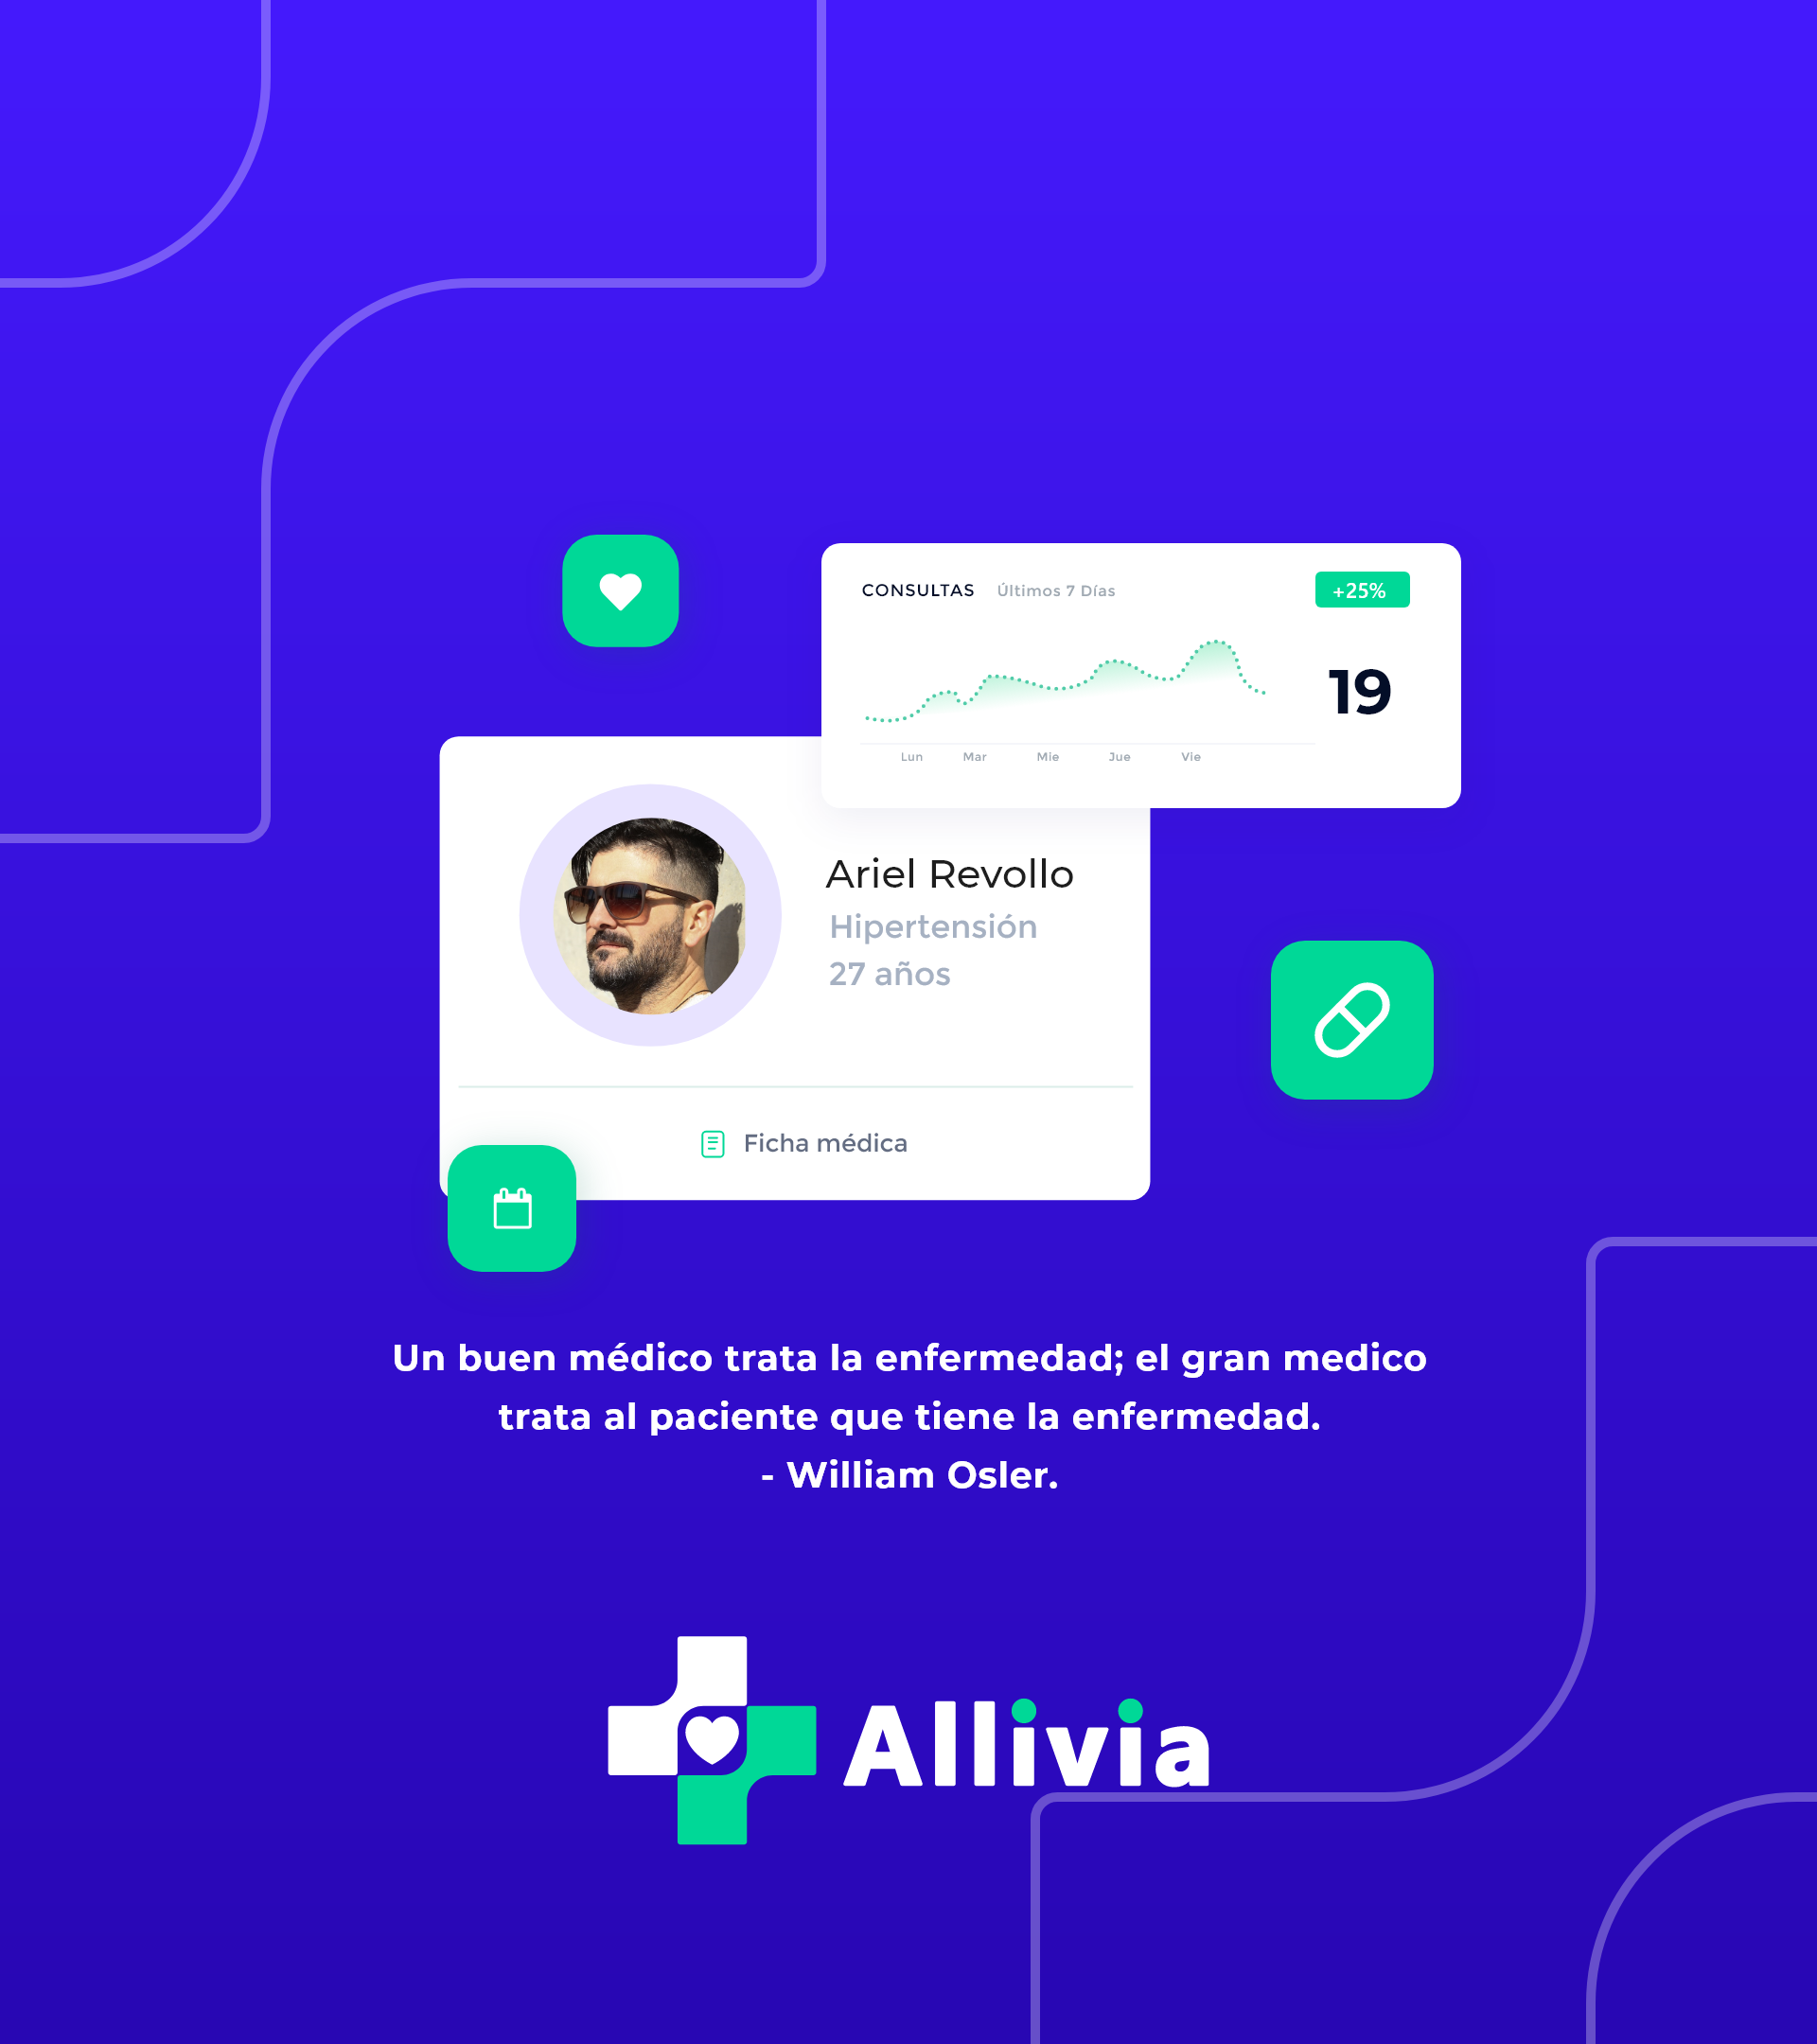 CONSULTAS Últimos 7 Días +25%
19
Lun Mar Mie Jue Vie
Ariel Revollo
Hipertensión
27 años
Ficha médica
Un buen médico trata la enfermedad; el gran medico
trata al paciente que tiene la enfermedad.
- William Osler.
Allivia